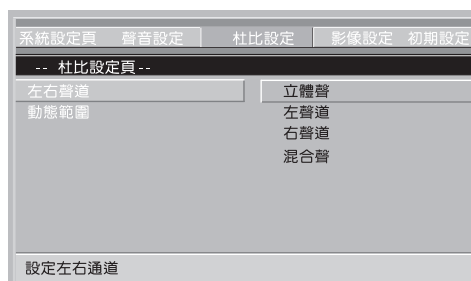 系統設定頁 聲音設定 杜比設定 影像設定 初期設定
-- 杜比設定頁--
左右聲道 立體聲
動態範圍 左聲道
右聲道
混合聲
設定左右通道